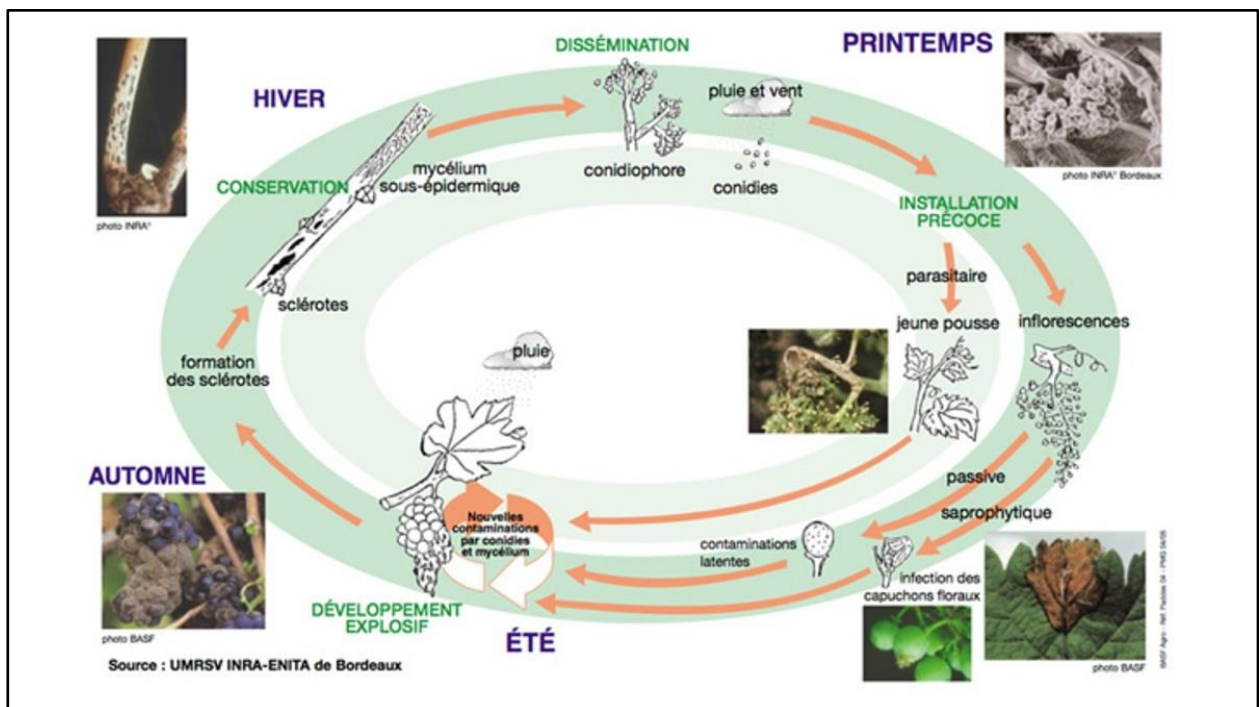 DISSÉMINATION
PRINTEMPS
HIVER
pluie et vent
CONSERVATION
mycélium
sous-épidermique
conidiophore
conidies
photo INRA®
photo INRA® Bordeaux
INSTALLATION
PRÉCOCE
sclérotes
parasitaire
jeune pousse
inflorescences
formation
des sclérotes
pluie
AUTOMNE
passive
saprophytique
Nouvelles
contaminations
par conidies
et mycélium
contaminations
latentes
infection des
capuchons floraux
DÉVELOPPEMENT
EXPLOSIF
ÉTÉ
photo BASF
photo BASF
Source : UMRSV INRA-ENITA de Bordeaux